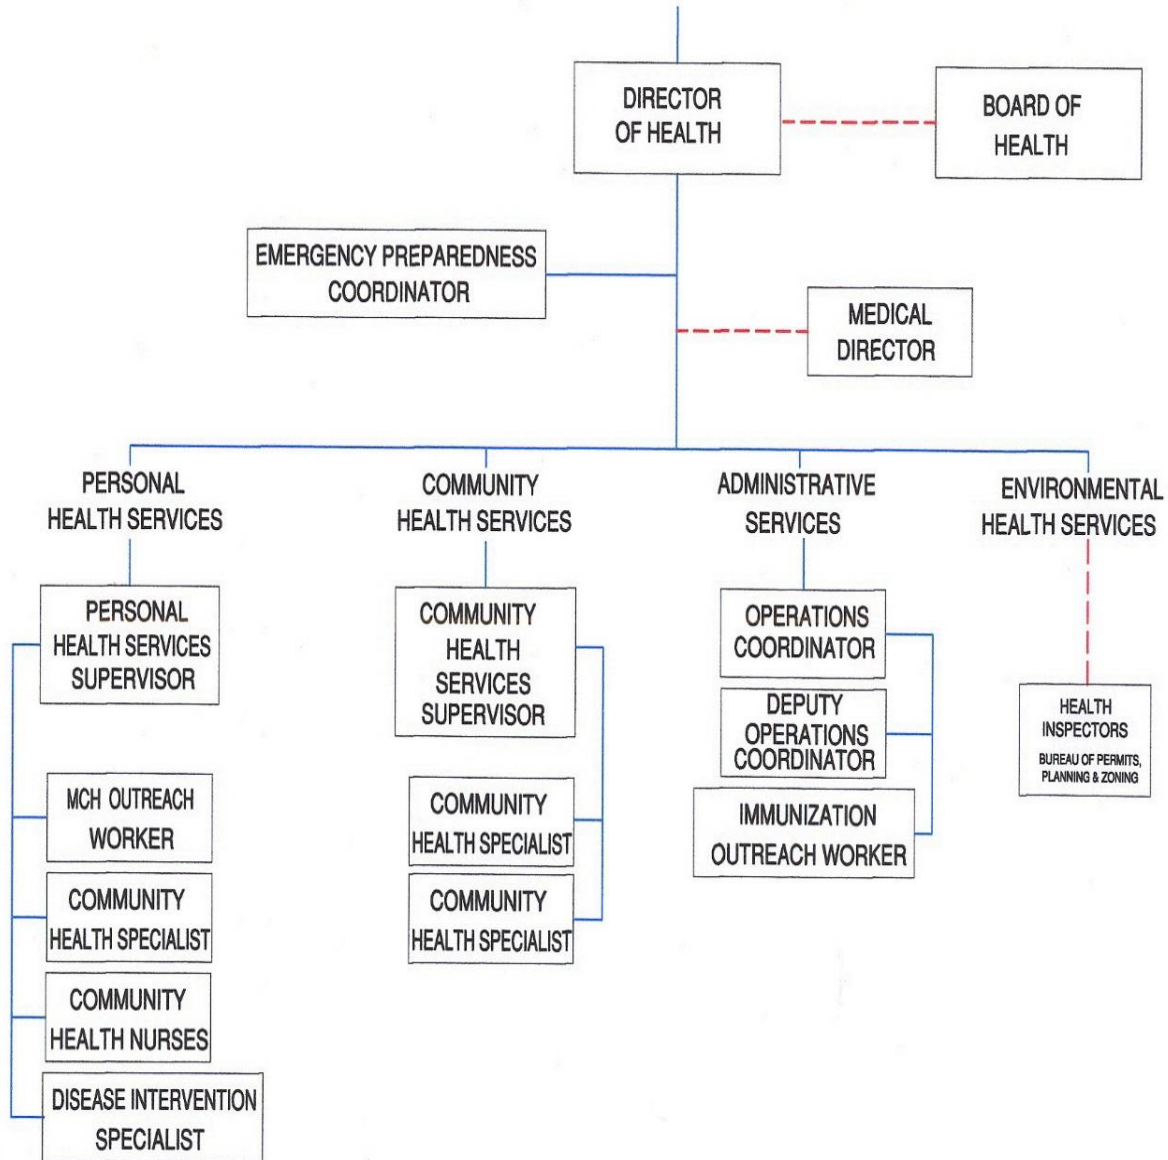 DIRECTOR
OF HEALTH
BOARD OF
HEALTH
EMERGENCY PREPAREDNESS
COORDINATOR
MEDICAL
DIRECTOR
PERSONAL
HEALTH SERVICES
COMMUNITY
HEALTH SERVICES
ADMINISTRATIVE
SERVICES
ENVIRONMENTAL
HEALTH SERVICES
PERSONAL
HEALTH SERVICES
SUPERVISOR
MCH OUTREACH
WORKER
COMMUNITY
HEALTH SPECIALIST
COMMUNITY
HEALTH NURSES
DISEASE INTERVENTION
SPECIALIST
COMMUNITY
HEALTH
SERVICES
SUPERVISOR
COMMUNITY
HEALTH SPECIALIST
COMMUNITY
HEALTH SPECIALIST
OPERATIONS
COORDINATOR
DEPUTY
OPERATIONS
COORDINATOR
IMMUNIZATION
OUTREACH WORKER
HEALTH
INSPECTORS
BUREAU OF PERMITS,
PLANNING & ZONING